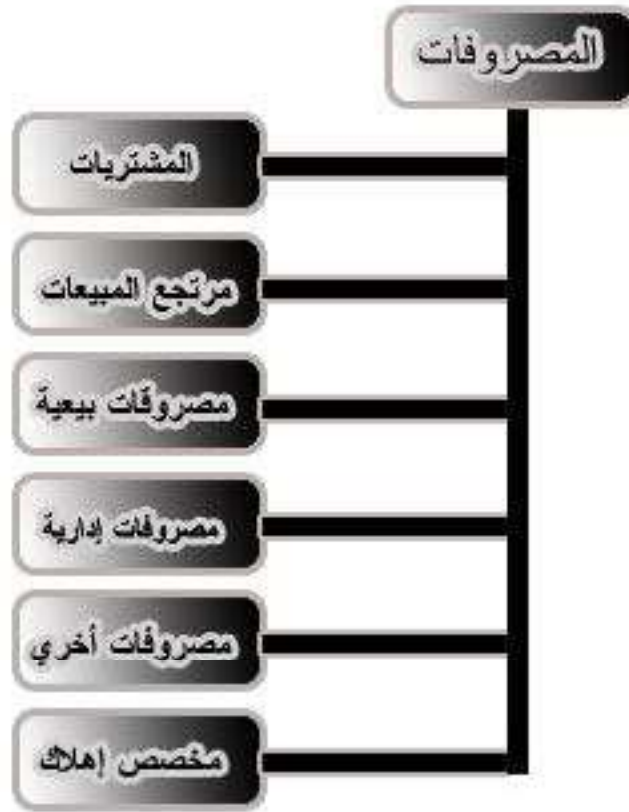 المصروفات
المشتريات
مرتجع المبيعات
مصروفات بيعية
مصروفات إدارية
مصروفات أخري
مخصص إهلاك